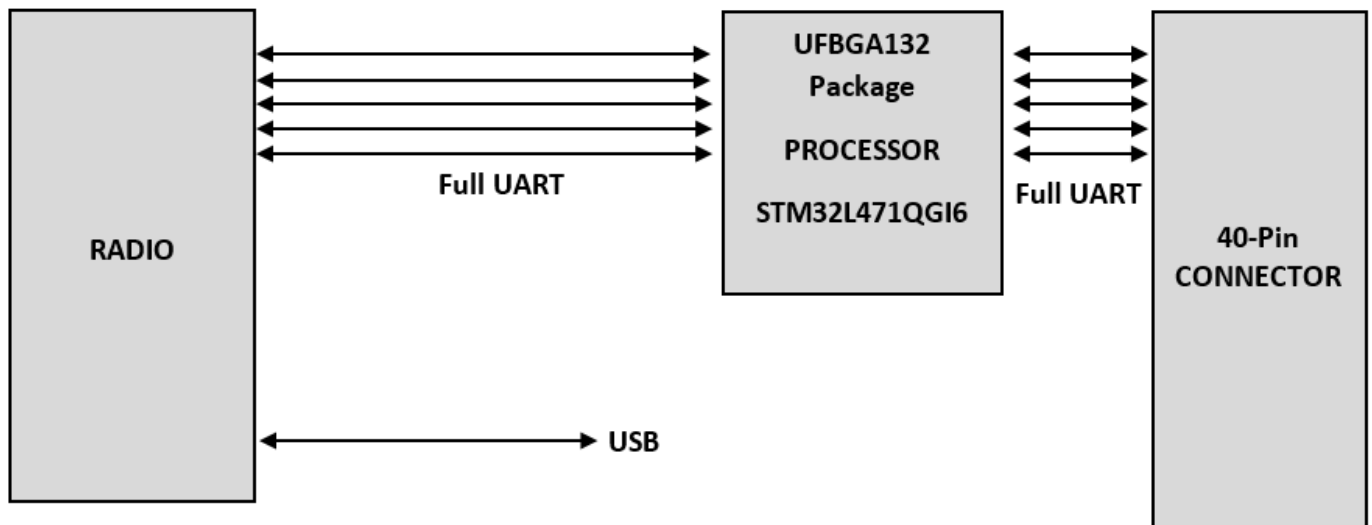 RADIO
Full UART
USB
UFBGA132
Package
PROCESSOR
STM32L471QGI6
Full UART
40-Pin
CONNECTOR